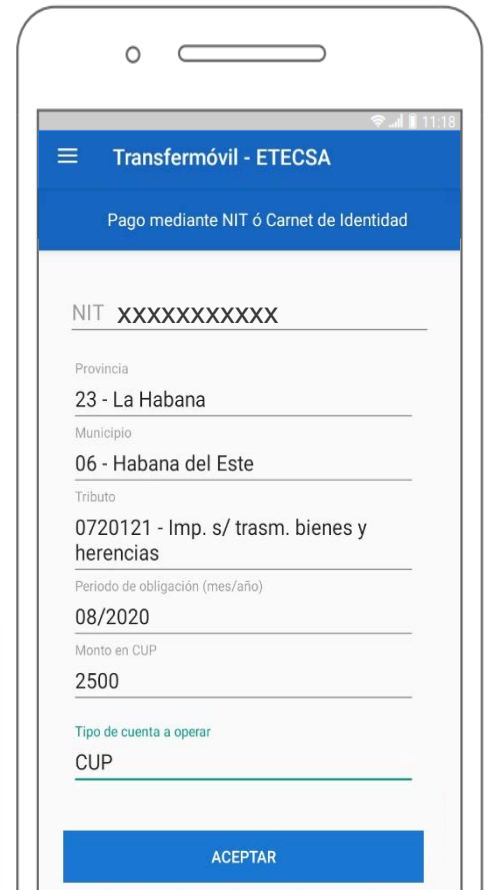 11:18
Transfermóvil - ETECSA
Pago mediante NIT ó Carnet de Identidad
NIT XXXXXXXXXXX
Provincia
23 - La Habana
Municipio
06 - Habana del Este
Tributo
0720121 - Imp. s/ trasm. bienes y
herencias
Periodo de obligación (mes/año)
08/2020
Monto en CUP
2500
Tipo de cuenta a operar
CUP
ACEPTAR